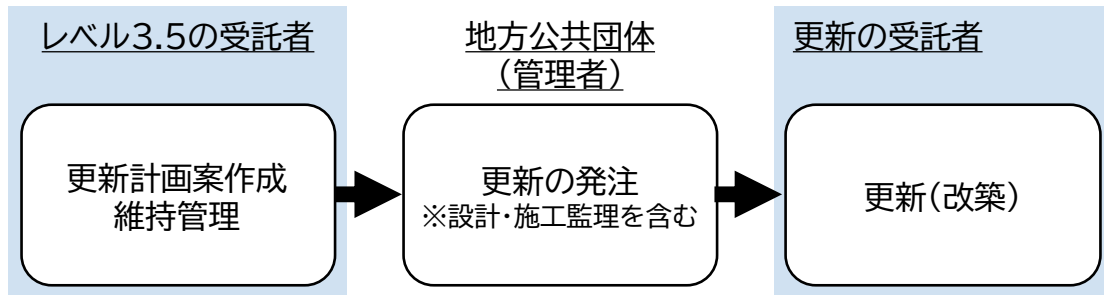 レベル3.5の受託者
地方公共団体
(管理者)
更新の受託者
更新計画案作成
維持管理
更新の発注
※設計・施工監理を含む
更新(改築)